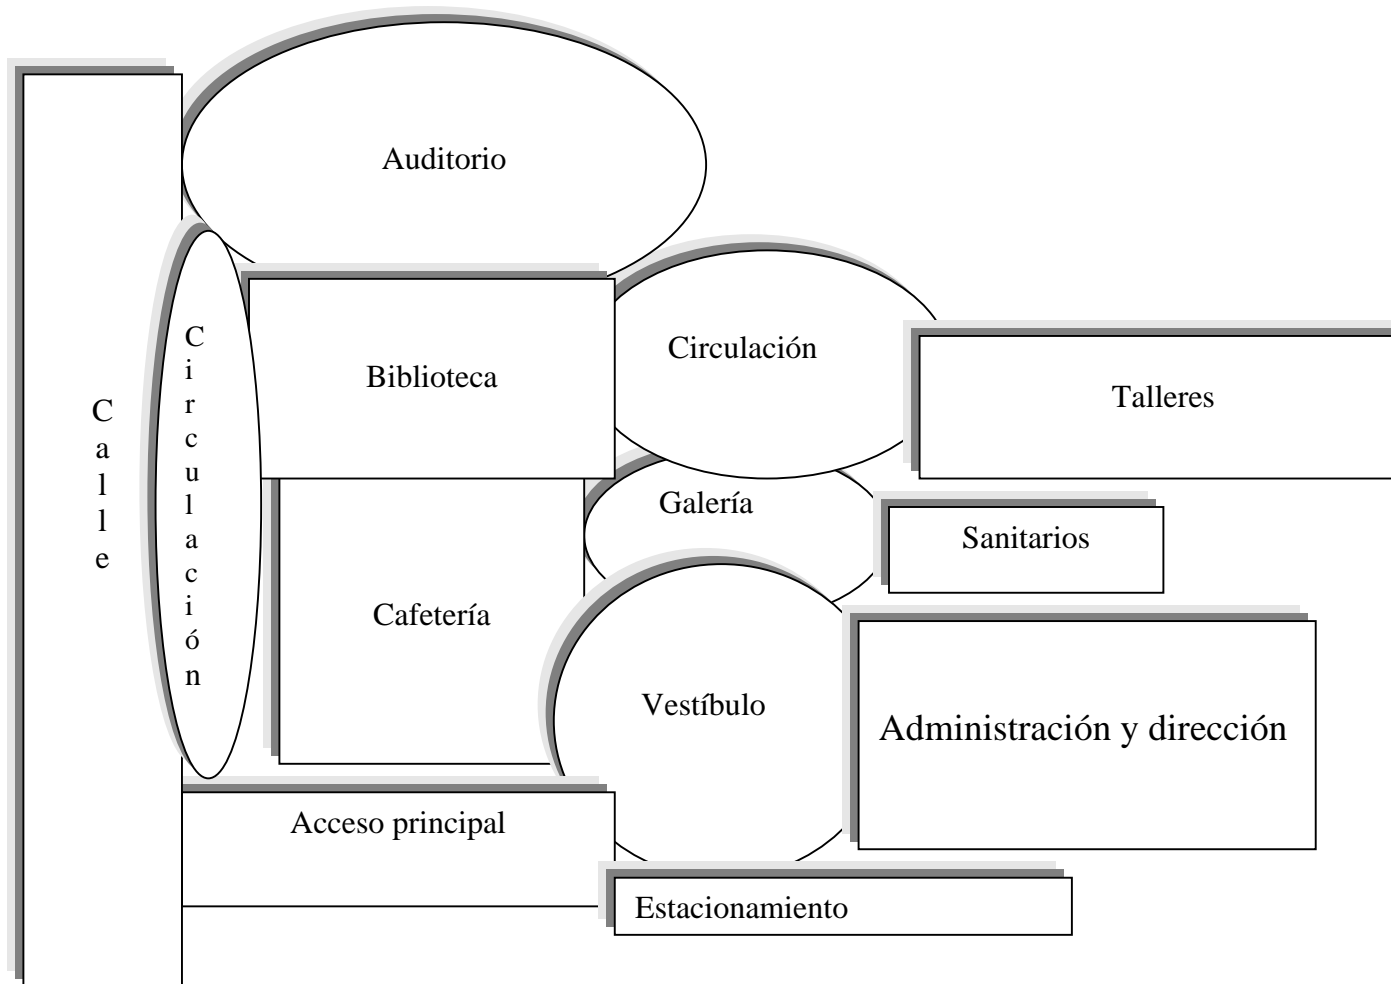 Auditorio
Circulación
Biblioteca
Circulación
Talleres
Calle
Galería
Sanitarios
Cafetería
Vestíbulo
Administración y dirección
Acceso principal
Estacionamiento